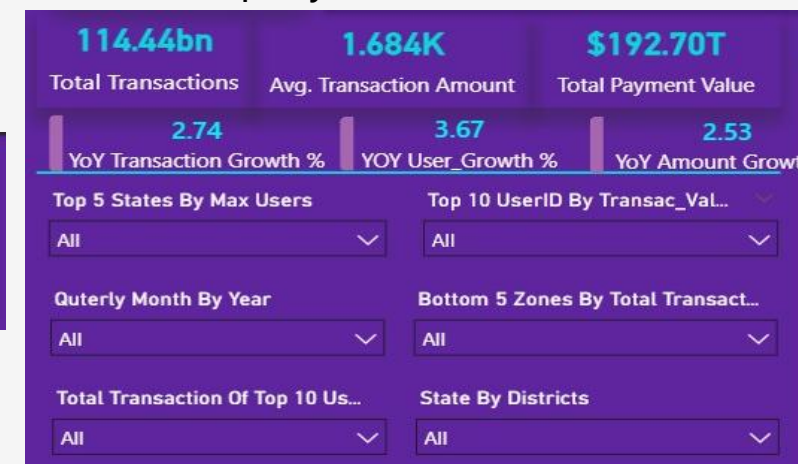 114.44bn 1.684K $192.70T
Total Transactions Avg. Transaction Amount Total Payment Value
2.74 3.67 2.53
YoY Transaction Growth % YOY User_Growth % YoY Amount Growt
Top 5 States By Max Users Top 10 UserID By Transac_Val...
All All
Quterly Month By Year Bottom 5 Zones By Total Transact...
All All
Total Transaction Of Top 10 Us... State By Districts
All All